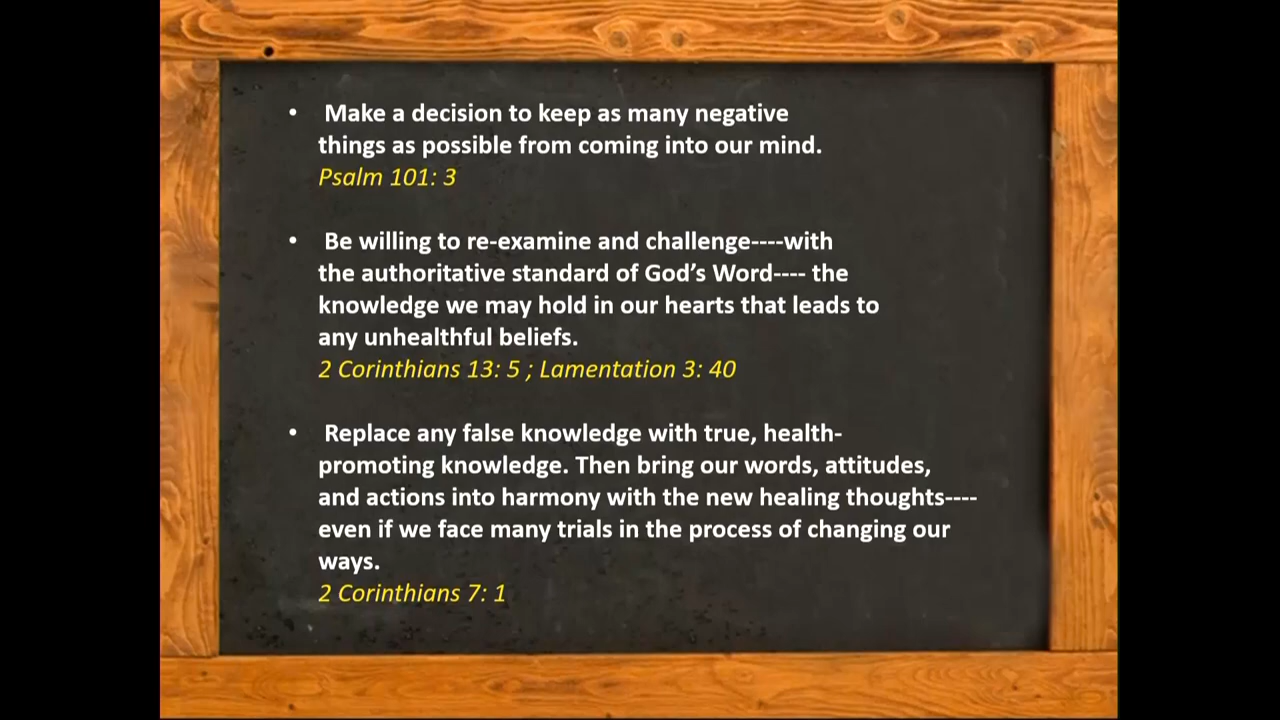 • Make a decision to keep as many negative
things as possible from coming into our mind.
Psalm 101: 3
• Be willing to re-examine and challenge----with
the authoritative standard of God’s Word---- the
knowledge we may hold in our hearts that leads to
any unhealthful beliefs.
2 Corinthians 13: 5 ; Lamentation 3: 40
• Replace any false knowledge with true, health-
promoting knowledge. Then bring our words, attitudes,
and actions into harmony with the new healing thoughts----
even if we face many trials in the process of changing our
ways.
2 Corinthians 7: 1